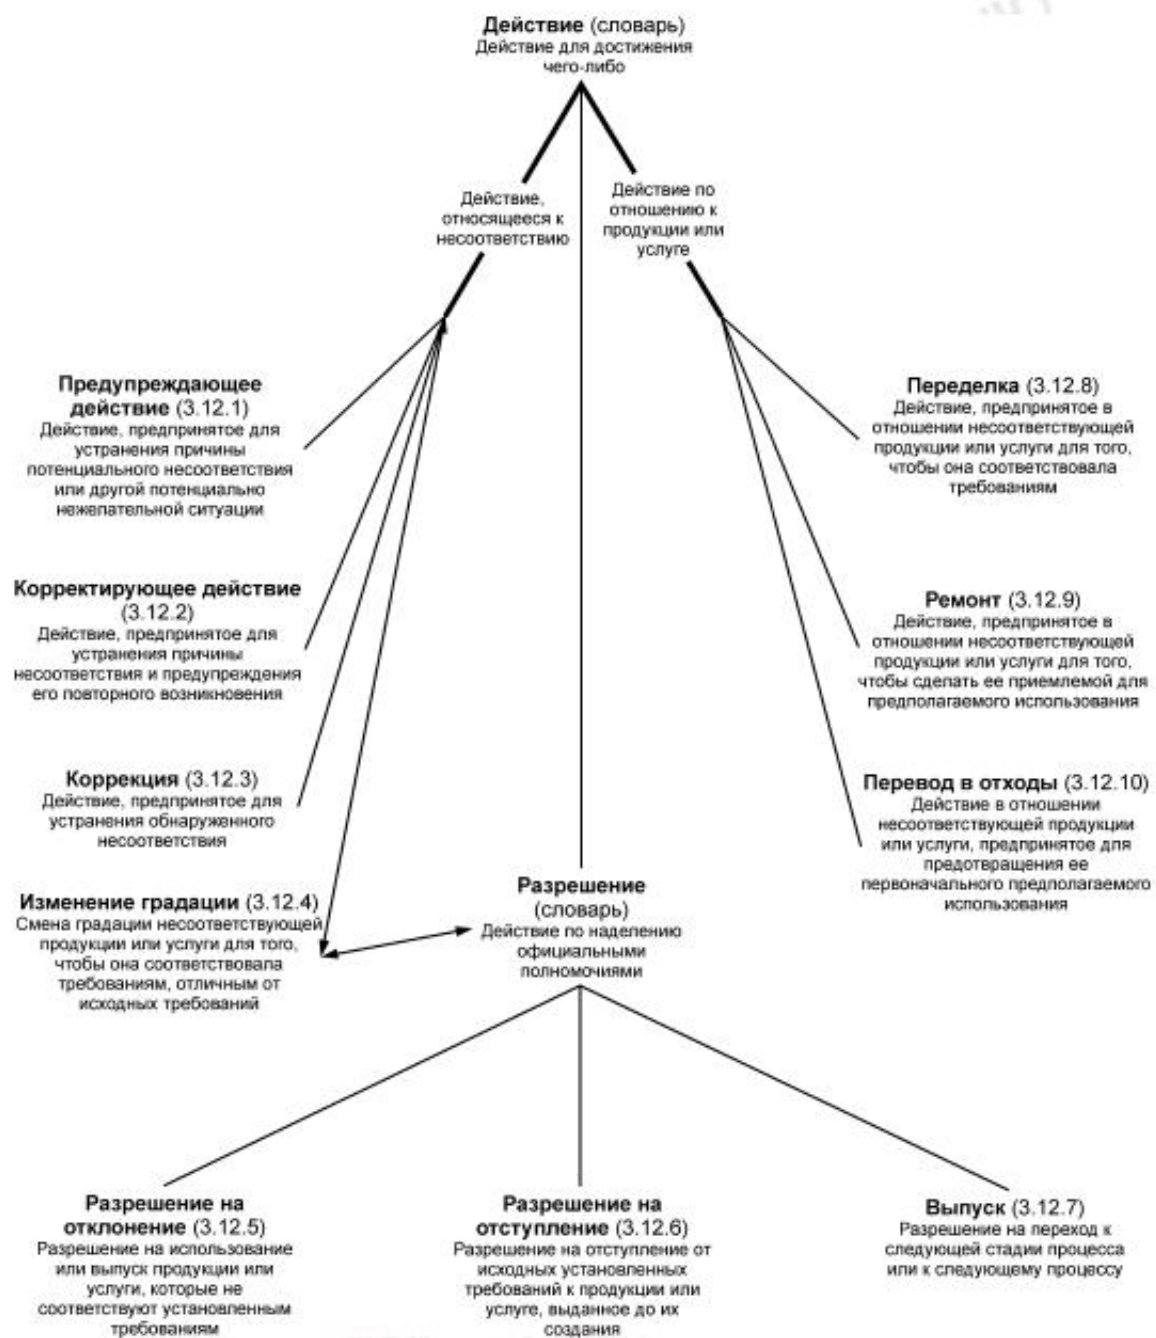 Действие (словарь)
Действие для достижения
чего-либо
Действие,
относящееся к
несоответствию
Действие по
отношению к
продукции или
услуге
Предупреждающее
действие (3.12.1)
Действие, предпринятое для
устранения причины
потенциального несоответствия
или другой потенциально
нежелательной ситуации
Переделка (3.12.8)
Действие, предпринятое в
отношении несоответствующей
продукции или услуги для того,
чтобы она соответствовала
требованиям
Корректирующее действие
(3.12.2)
Действие, предпринятое для
устранения причины
несоответствия и предупреждения
его повторного возникновения
Ремонт (3.12.9)
Действие, предпринятое в
отношении несоответствующей
продукции или услуги для того,
чтобы сделать ее приемлемой для
предполагаемого использования
Коррекция (3.12.3)
Действие, предпринятое для
устранения обнаруженного
несоответствия
Перевод в отходы (3.12.10)
Действие в отношении
несоответствующей продукции
или услуги, предпринятое для
предотвращения ее
первоначального предполагаемого
использования
Изменение градации (3.12.4)
Смена градации несоответствующей
продукции или услуги для того,
чтобы она соответствовала
требованиям, отличным от
исходных требований
Разрешение
(словарь)
Действие по наделению
официальными
полномочиями
Разрешение на
отклонение (3.12.5)
Разрешение на использование
или выпуск продукции или
услуги, которые не
соответствуют установленным
требованиям
Разрешение на
отступление (3.12.6)
Разрешение на отступление от
исходных установленных
требований к продукции или
услуге, выданное до их
создания
Выпуск (3.12.7)
Разрешение на переход к
следующей стадии процесса
или к следующему процессу